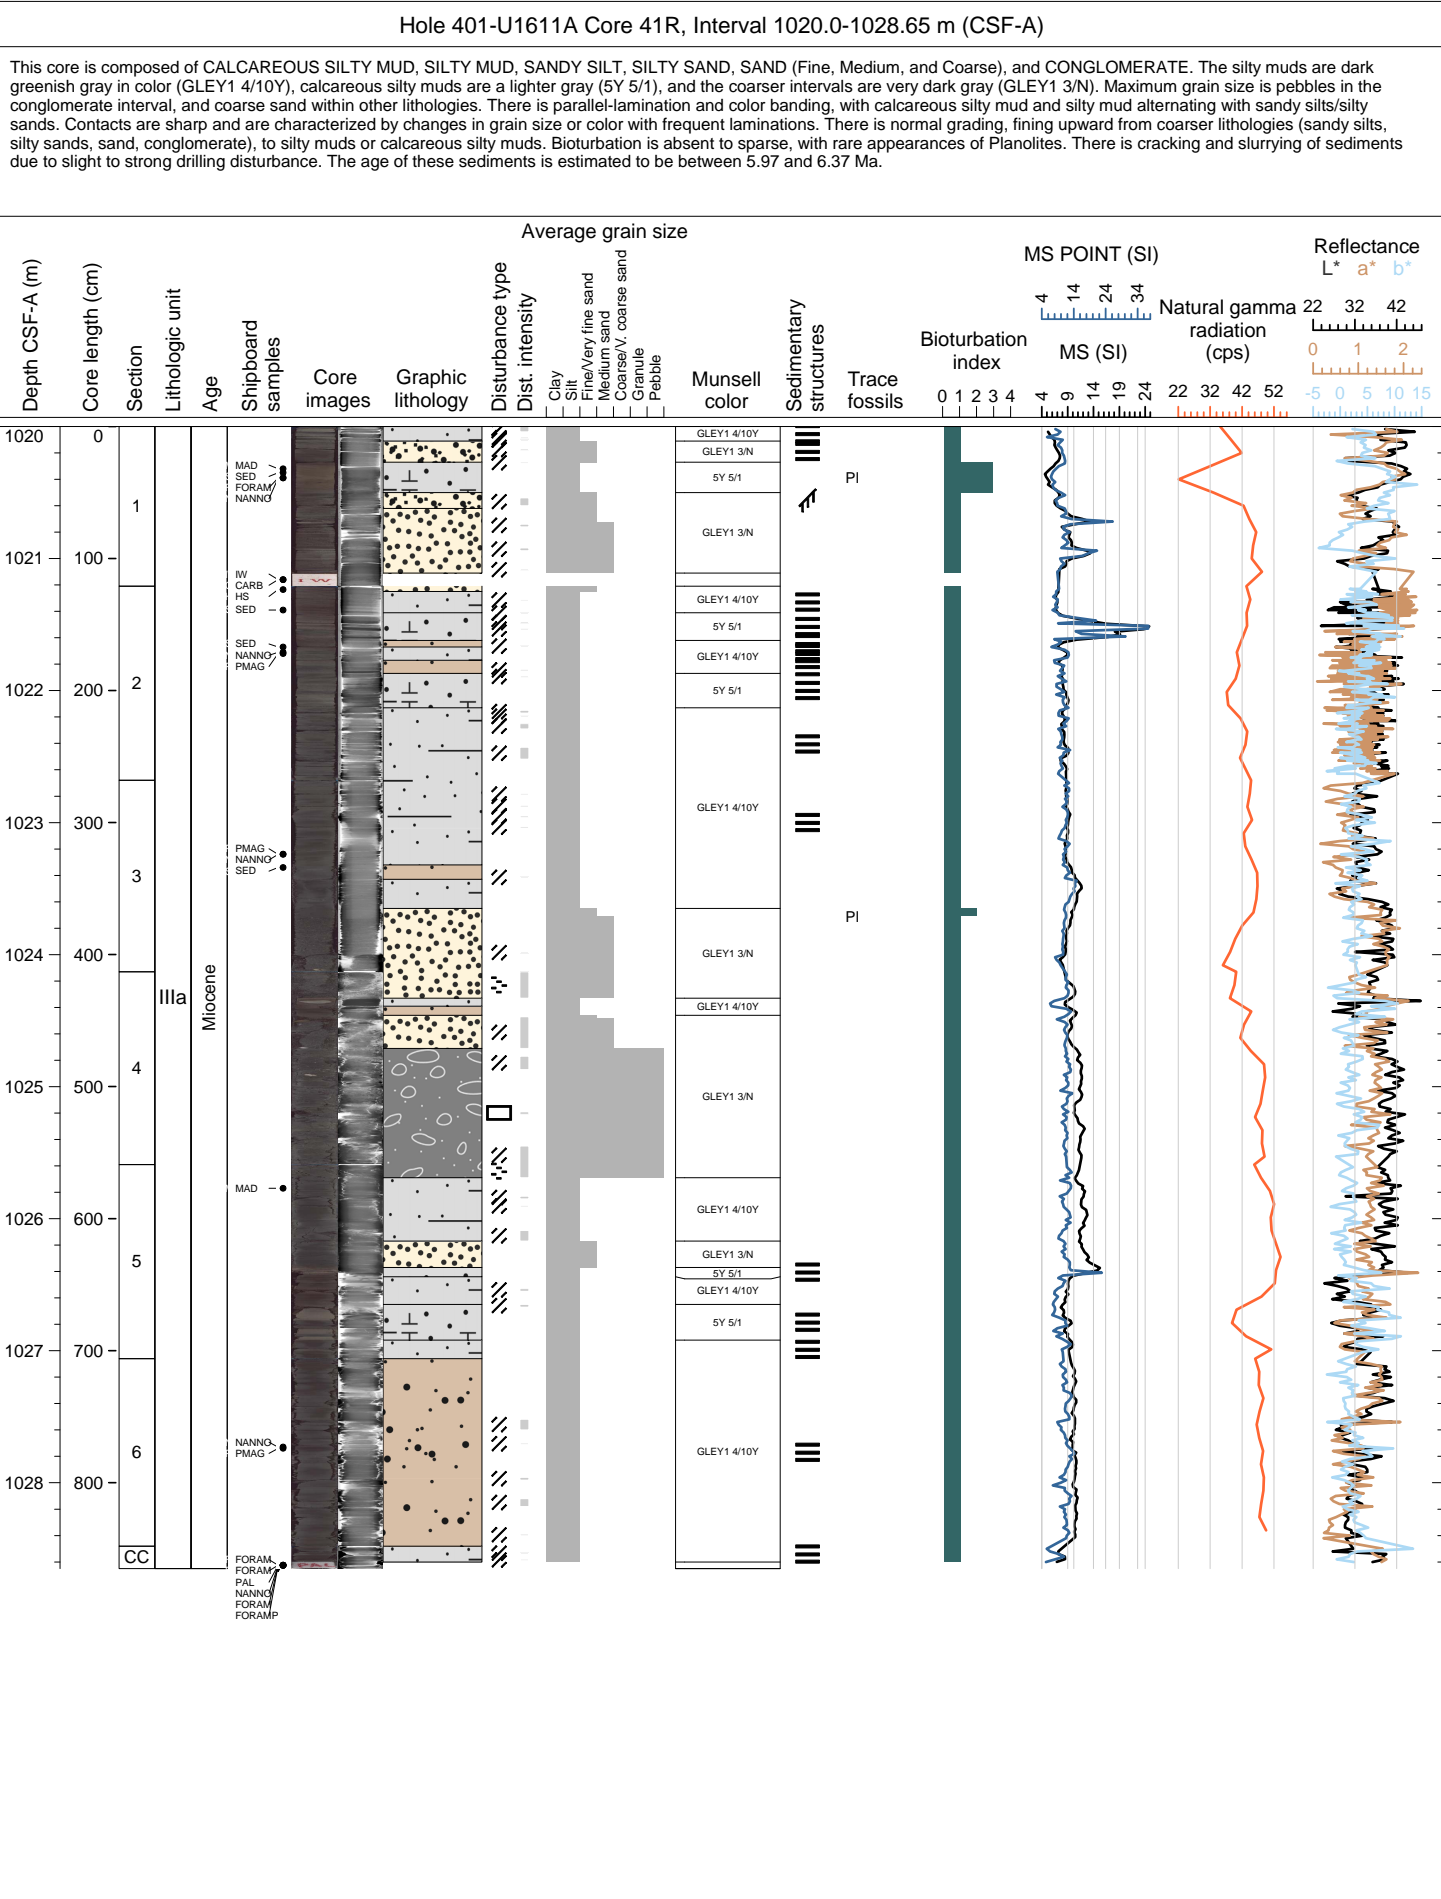 Hole 401-U1611A Core 41R, Interval 1020.0-1028.65 m (CSF-A)
This core is composed of CALCAREOUS SILTY MUD, SILTY MUD, SANDY SILT, SILTY SAND, SAND (Fine, Medium, and Coarse), and CONGLOMERATE. The silty muds are dark
greenish gray in color (GLEY1 4/10Y), calcareous silty muds are a lighter gray (5Y 5/1), and the coarser intervals are very dark gray (GLEY1 3/N). Maximum grain size is pebbles in the
conglomerate interval, and coarse sand within other lithologies. There is parallel-lamination and color banding, with calcareous silty mud and silty mud alternating with sandy silts/silty
sands. Contacts are sharp and are characterized by changes in grain size or color with frequent laminations. There is normal grading, fining upward from coarser lithologies (sandy silts,
silty sands, sand, conglomerate), to silty muds or calcareous silty muds. Bioturbation is absent to sparse, with rare appearances of Planolites. There is cracking and slurrying of sediments
due to slight to strong drilling disturbance. The age of these sediments is estimated to be between 5.97 and 6.37 Ma.
Depth CSF-A (m)
Core length (cm)
Section
Lithologic unit
Age
Shipboard
samples
Core
images
Graphic
lithology
Disturbance type
Dist. intensity
Average grain size
Clay
Silt
Fine/Very fine sand
Medium sand
Coarse/V. coarse sand
Granule
Pebble
Munsell
color
Sedimentary
structures
Trace
fossils
Bioturbation
index
0 1 2 3 4
MS POINT (SI)
4 14 24 34
MS (SI)
4 9 14 19 24
Natural gamma
radiation
(cps)
22 32 42 52
Reflectance
L* a* b*
22 32 42
0 1 2
-5 0 5 10 15
1020
1021
1022
1023
1024
1025
1026
1027
1028
0
100
200
300
400
500
600
700
800
1
2
3
4
5
6
CC
IIIa
Miocene
MAD
SED
FORAM
NANNO
IW
CARB
HS
SED
SED
NANNO
PMAG
PMAG
NANNO
SED
MAD
NANNO
PMAG
FORAM
FORAM
PAL
NANNO
FORAM
FORAMP
I W
PAL
GLEY1 4/10Y
GLEY1 3/N
5Y 5/1
GLEY1 3/N
GLEY1 4/10Y
5Y 5/1
GLEY1 4/10Y
5Y 5/1
GLEY1 4/10Y
GLEY1 3/N
GLEY1 4/10Y
GLEY1 3/N
GLEY1 4/10Y
GLEY1 3/N
5Y 5/1
GLEY1 4/10Y
5Y 5/1
GLEY1 4/10Y
Pl
Pl